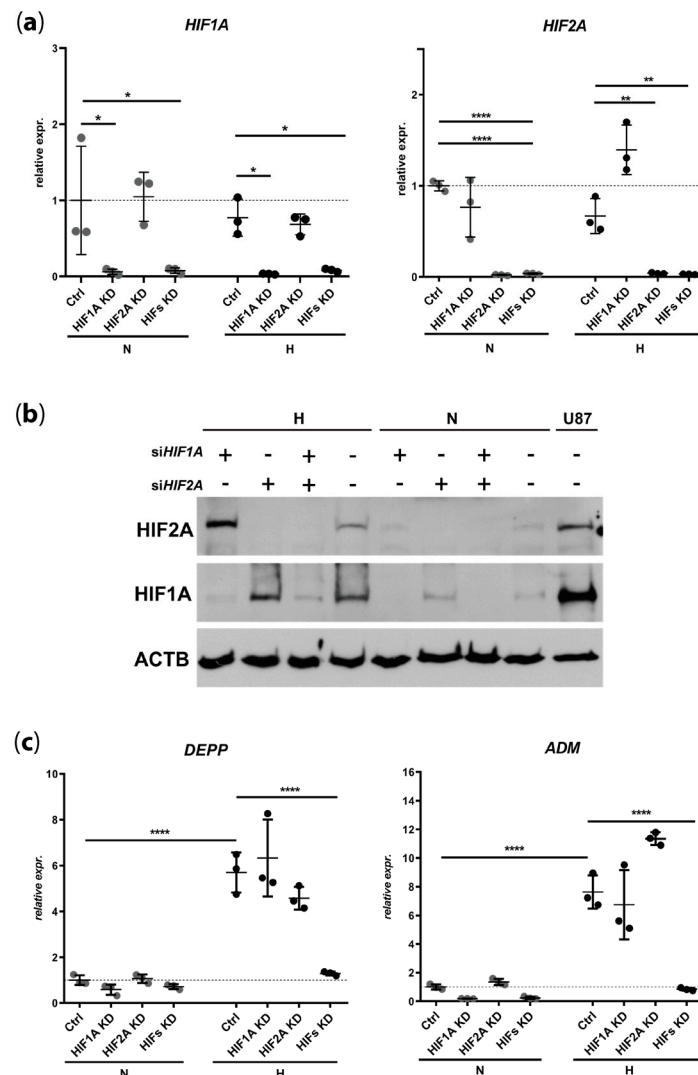 (a)
HIF1A
relative expr.
3
2
1
0
*
*
*
*
Ctrl
HIF1A KD
HIF2A KD
HIFs KD
Ctrl
HIF1A KD
HIF2A KD
HIFs KD
N
H
HIF2A
relative expr.
2
1
0
****
****
**
**
Ctrl
HIF1A KD
HIF2A KD
HIFs KD
Ctrl
HIF1A KD
HIF2A KD
HIFs KD
N
H
(b)
H N U87
siHIF1A + - + - + - + - -
siHIF2A - + + - - + + - -
HIF2A
HIF1A
ACTB
(c)
DEPP
relative expr.
10
8
6
4
2
0
****
****
Ctrl
HIF1A KD
HIF2A KD
HIFs KD
Ctrl
HIF1A KD
HIF2A KD
HIFs KD
N
H
ADM
relative expr.
16
14
12
10
8
6
4
2
0
****
****
Ctrl
HIF1A KD
HIF2A KD
HIFs KD
Ctrl
HIF1A KD
HIF2A KD
HIFs KD
N
H